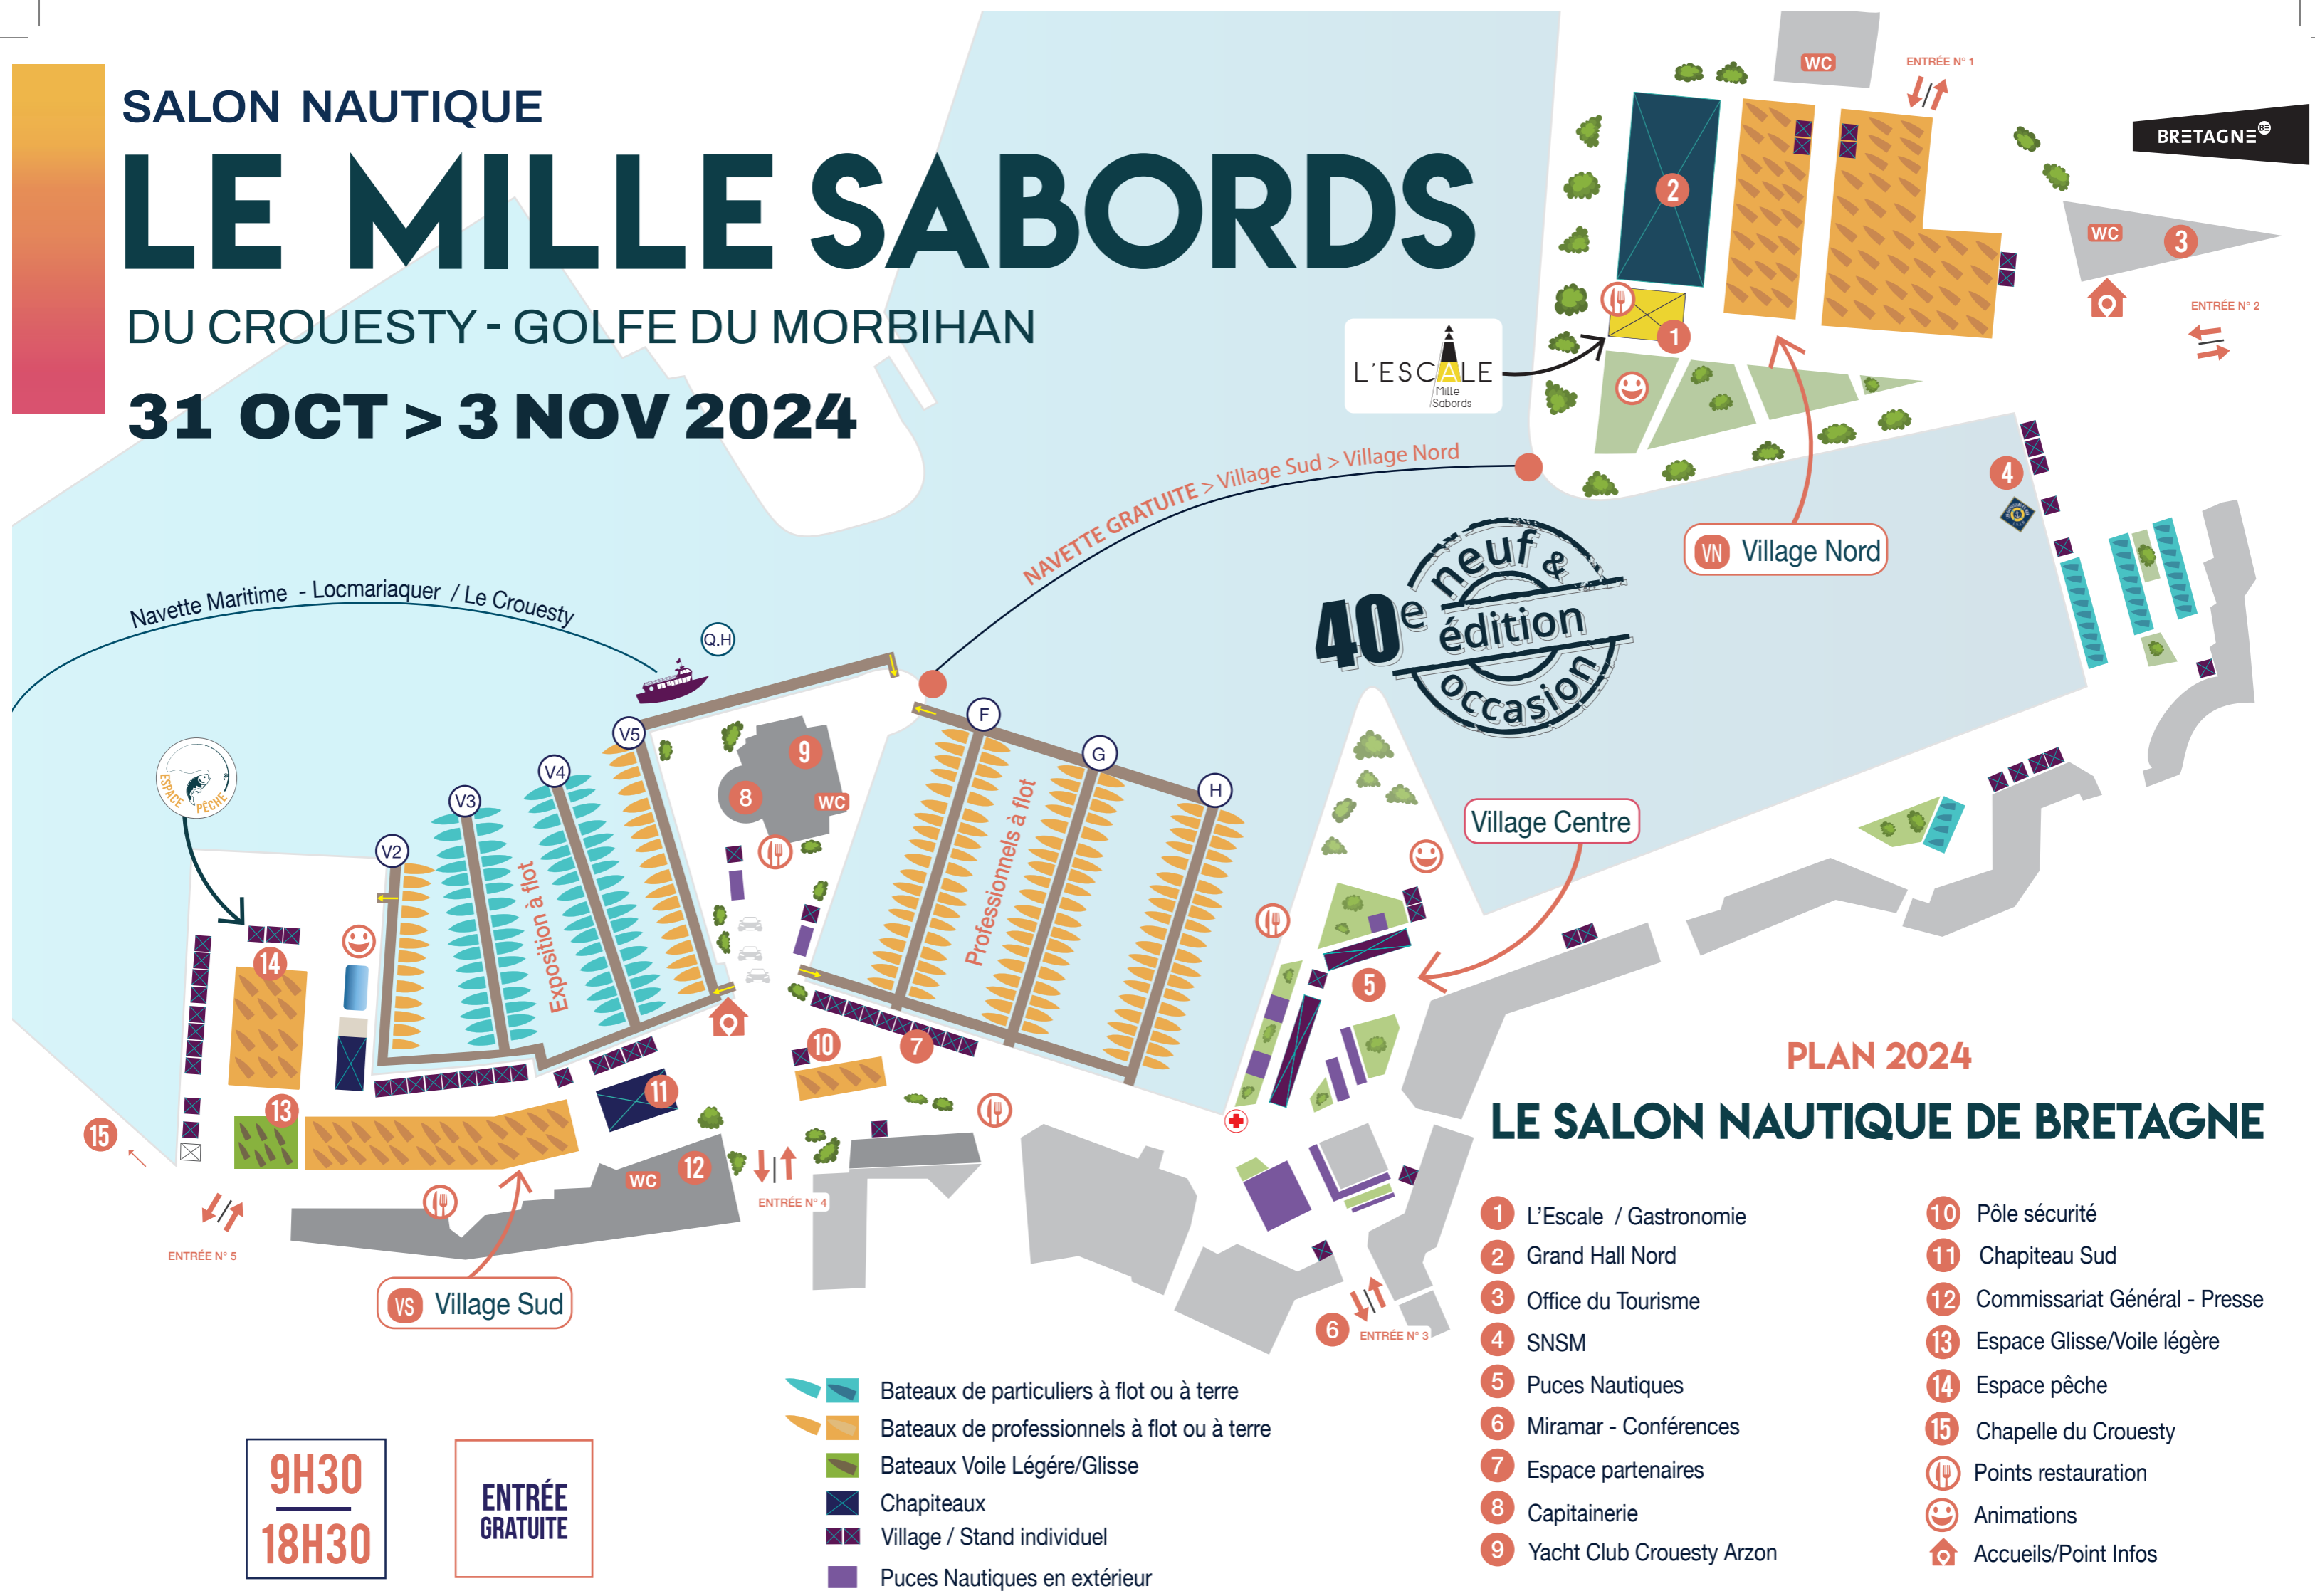 SALON NAUTIQUE
LE MILLE SABORDS
DU CROUESTY - GOLFE DU MORBIHAN
31 OCT > 3 NOV 2024
WC
ENTRÉE N° 1
BRETAGNE BE
2
WC
3
ENTRÉE N° 2
1
L'ESCALE
Mille
Sabords
NAVETTE GRATUITE > Village Sud > Village Nord
4
VN Village Nord
40e
neuf &
édition
occasion
Navette Maritime - Locmariaquer / Le Crouesty
Q.H
V5
F
G
H
V4
V3
V2
9
8
WC
ESPACE PÊCHE
Exposition à flot
Professionnels à flot
Village Centre
5
14
10
7
11
13
15
12
WC
ENTRÉE N° 4
ENTRÉE N° 5
VS Village Sud
6
ENTRÉE N° 3
PLAN 2024
LE SALON NAUTIQUE DE BRETAGNE
1 L'Escale / Gastronomie
2 Grand Hall Nord
3 Office du Tourisme
4 SNSM
5 Puces Nautiques
6 Miramar - Conférences
7 Espace partenaires
8 Capitainerie
9 Yacht Club Crouesty Arzon
10 Pôle sécurité
11 Chapiteau Sud
12 Commissariat Général - Presse
13 Espace Glisse/Voile légère
14 Espace pêche
15 Chapelle du Crouesty
Points restauration
Animations
Accueils/Point Infos
Bateaux de particuliers à flot ou à terre
Bateaux de professionnels à flot ou à terre
Bateaux Voile Légére/Glisse
Chapiteaux
Village / Stand individuel
Puces Nautiques en extérieur
9H30
18H30
ENTRÉE
GRATUITE